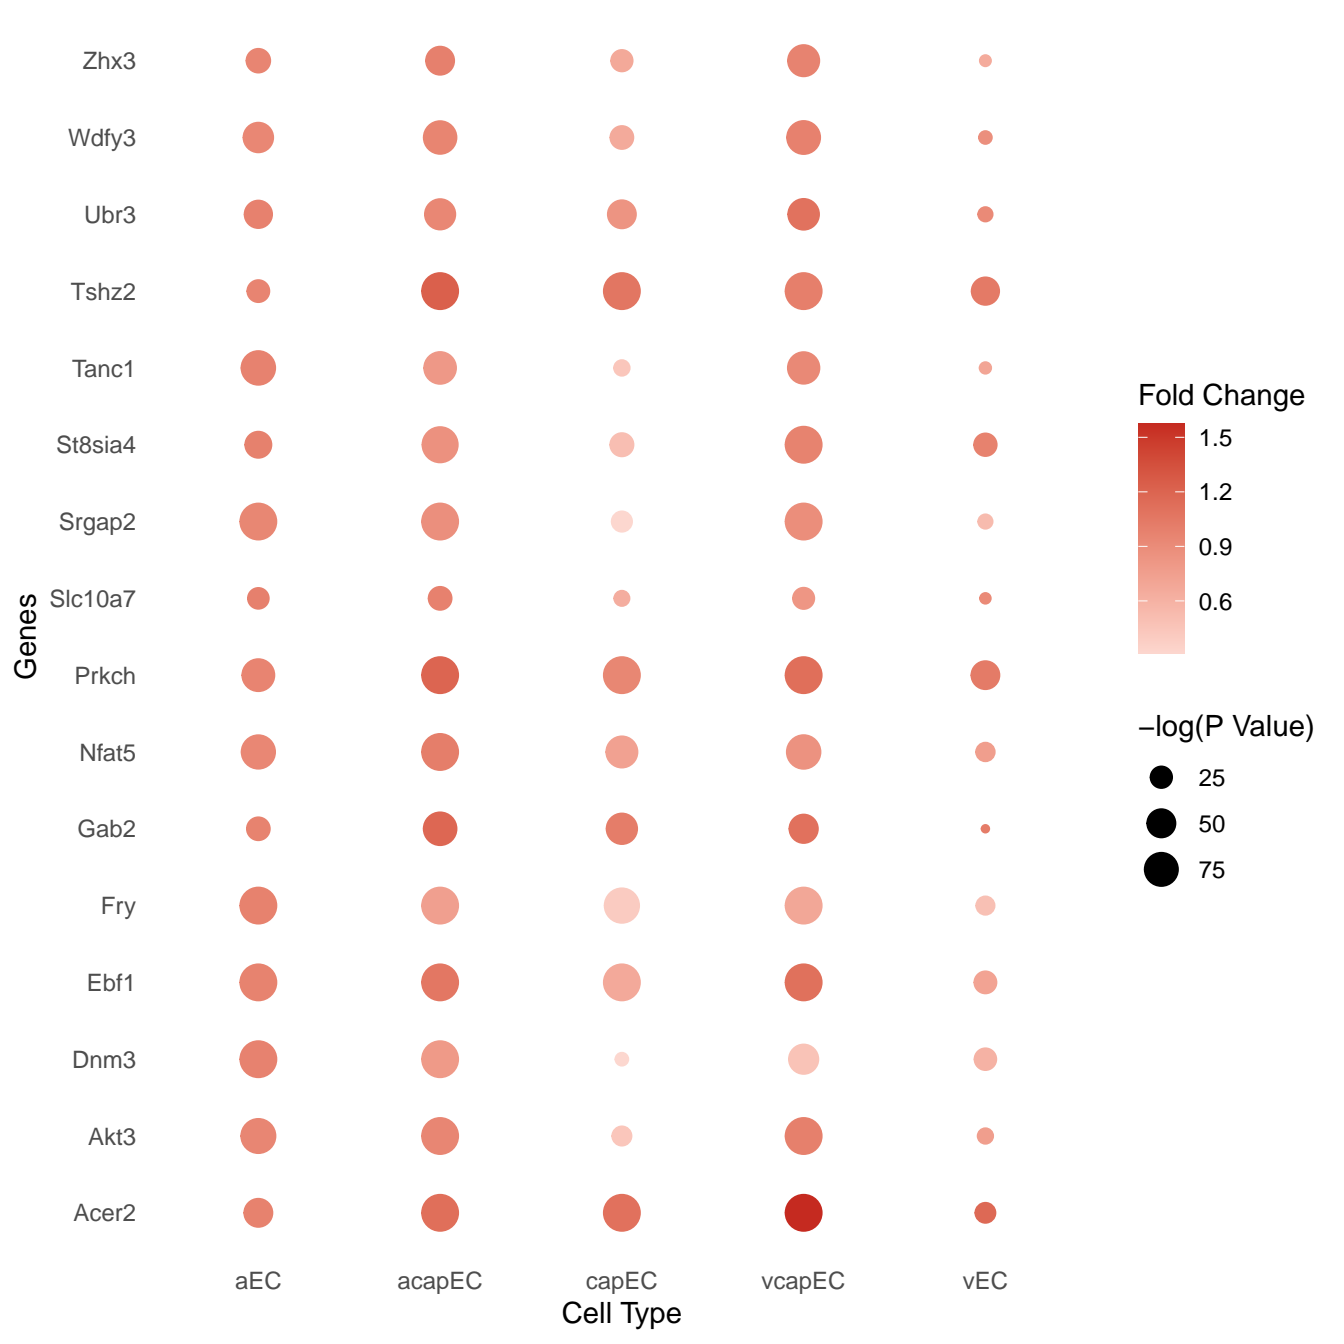 Zhx3
Wdfy3
Ubr3
Tshz2
Tanc1
St8sia4
Srgap2
Slc10a7
Prkch
Nfat5
Gab2
Fry
Ebf1
Dnm3
Akt3
Acer2
Genes
aEC acapEC capEC vcapEC vEC
Cell Type
Fold Change
1.5
1.2
0.9
0.6
−log(P Value)
25
50
75